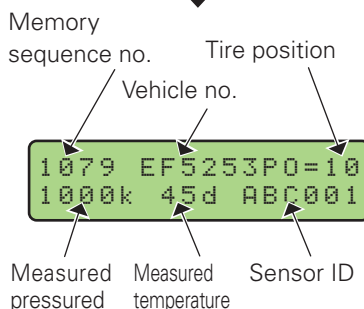 Memory
sequence no.
Tire position
Vehicle no.
1079 EF5253PO=10
1000k 45d ABC001
Measured
pressured
Measured
temperature
Sensor ID